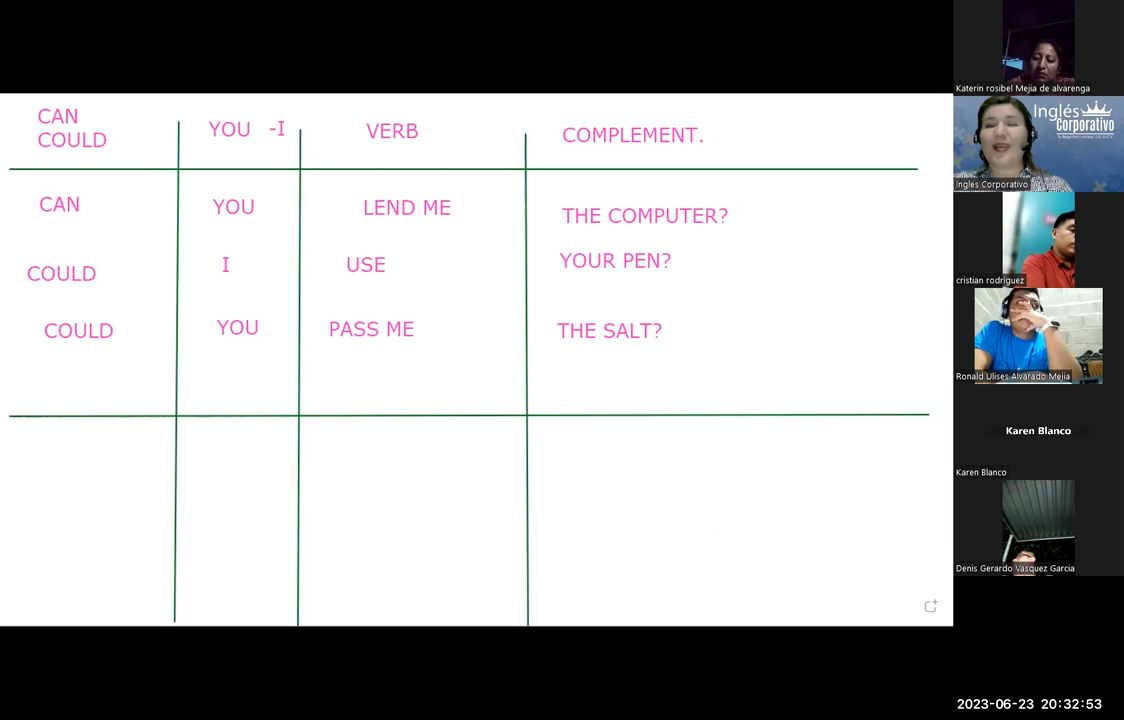 CAN
COULD
YOU -I
VERB
COMPLEMENT.
CAN YOU LEND ME THE COMPUTER?
COULD I USE YOUR PEN?
COULD YOU PASS ME THE SALT?
Katerin rosibel Mejia de alvarenga
Inglés
Corporativo
Ingles Corporativo
cristian rodriguez
Ronald Ulises Alvarado Mejia
Karen Blanco
Karen Blanco
Denis Gerardo Vasquez Garcia
2023-06-23 20:32:53